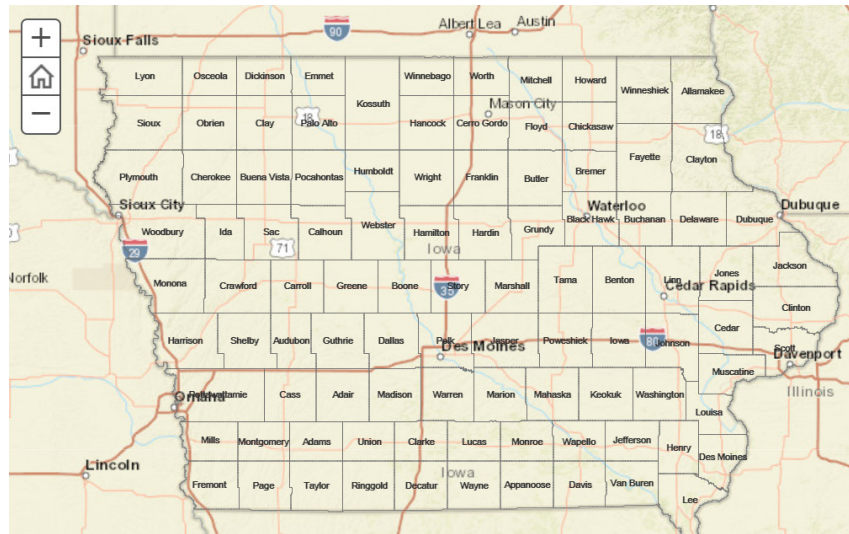 +
−
Sioux Falls
90
Albert Lea
Austin
Lyon
Osceola
Dickinson
Emmet
Winnebago
Worth
Mitchell
Howard
Winneshiek
Allamakee
Kossuth
Mason City
18
Sioux
Obrien
Clay
Palo Alto
Hancock
Cerro Gordo
Floyd
Chickasaw
18
Fayette
Clayton
Plymouth
Cherokee
Buena Vista
Pocahontas
Humboldt
Wright
Franklin
Butler
Bremer
Sioux City
Waterloo
Dubuque
Woodbury
Ida
Sac
Calhoun
Webster
Hamilton
Hardin
Grundy
Black Hawk
Buchanan
Delaware
Dubuque
29
71
Iowa
Norfolk
Monona
Crawford
Carroll
Greene
Boone
Story
35
Marshall
Tama
Benton
Linn
Jones
Jackson
Cedar Rapids
Clinton
Harrison
Shelby
Audubon
Guthrie
Dallas
Polk
Jasper
Poweshiek
Iowa
80
Johnson
Cedar
Scott
Des Moines
Davenport
Muscatine
Illinois
Pottawattamie
Omaha
Cass
Adair
Madison
Warren
Marion
Mahaska
Keokuk
Washington
Louisa
Mills
Montgomery
Adams
Union
Clarke
Lucas
Monroe
Wapello
Jefferson
Henry
Des Moines
Lincoln
Iowa
Fremont
Page
Taylor
Ringgold
Decatur
Wayne
Appanoose
Davis
Van Buren
Lee